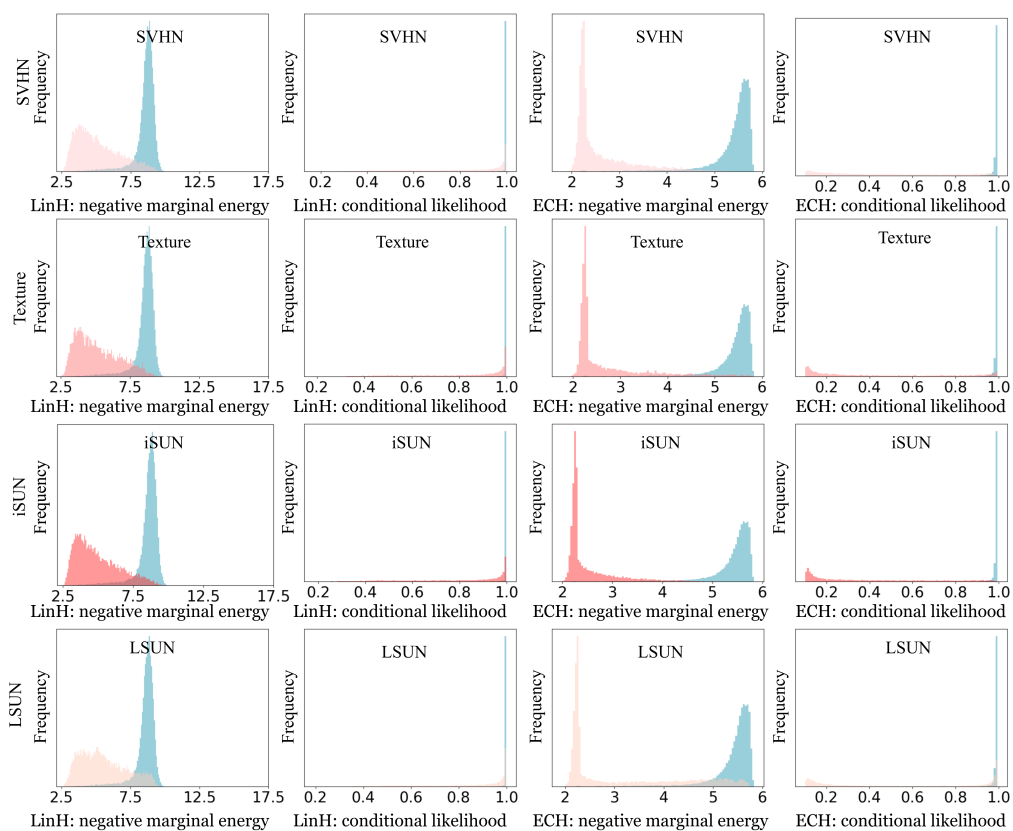 SVHN
Frequency
SVHN
2.5 7.5 12.5 17.5
LinH: negative marginal energy
Frequency
SVHN
0.2 0.4 0.6 0.8 1.0
LinH: conditional likelihood
Frequency
SVHN
2 3 4 5 6
ECH: negative marginal energy
Frequency
SVHN
0.2 0.4 0.6 0.8 1.0
ECH: conditional likelihood
Texture
Frequency
Texture
2.5 7.5 12.5 17.5
LinH: negative marginal energy
Frequency
Texture
0.2 0.4 0.6 0.8 1.0
LinH: conditional likelihood
Frequency
Texture
2 3 4 5 6
ECH: negative marginal energy
Frequency
Texture
0.2 0.4 0.6 0.8 1.0
ECH: conditional likelihood
iSUN
Frequency
iSUN
2.5 7.5 12.5 17.5
LinH: negative marginal energy
Frequency
iSUN
0.2 0.4 0.6 0.8 1.0
LinH: conditional likelihood
Frequency
iSUN
2 3 4 5 6
ECH: negative marginal energy
Frequency
iSUN
0.2 0.4 0.6 0.8 1.0
ECH: conditional likelihood
LSUN
Frequency
LSUN
2.5 7.5 12.5 17.5
LinH: negative marginal energy
Frequency
LSUN
0.2 0.4 0.6 0.8 1.0
LinH: conditional likelihood
Frequency
LSUN
2 3 4 5 6
ECH: negative marginal energy
Frequency
LSUN
0.2 0.4 0.6 0.8 1.0
ECH: conditional likelihood